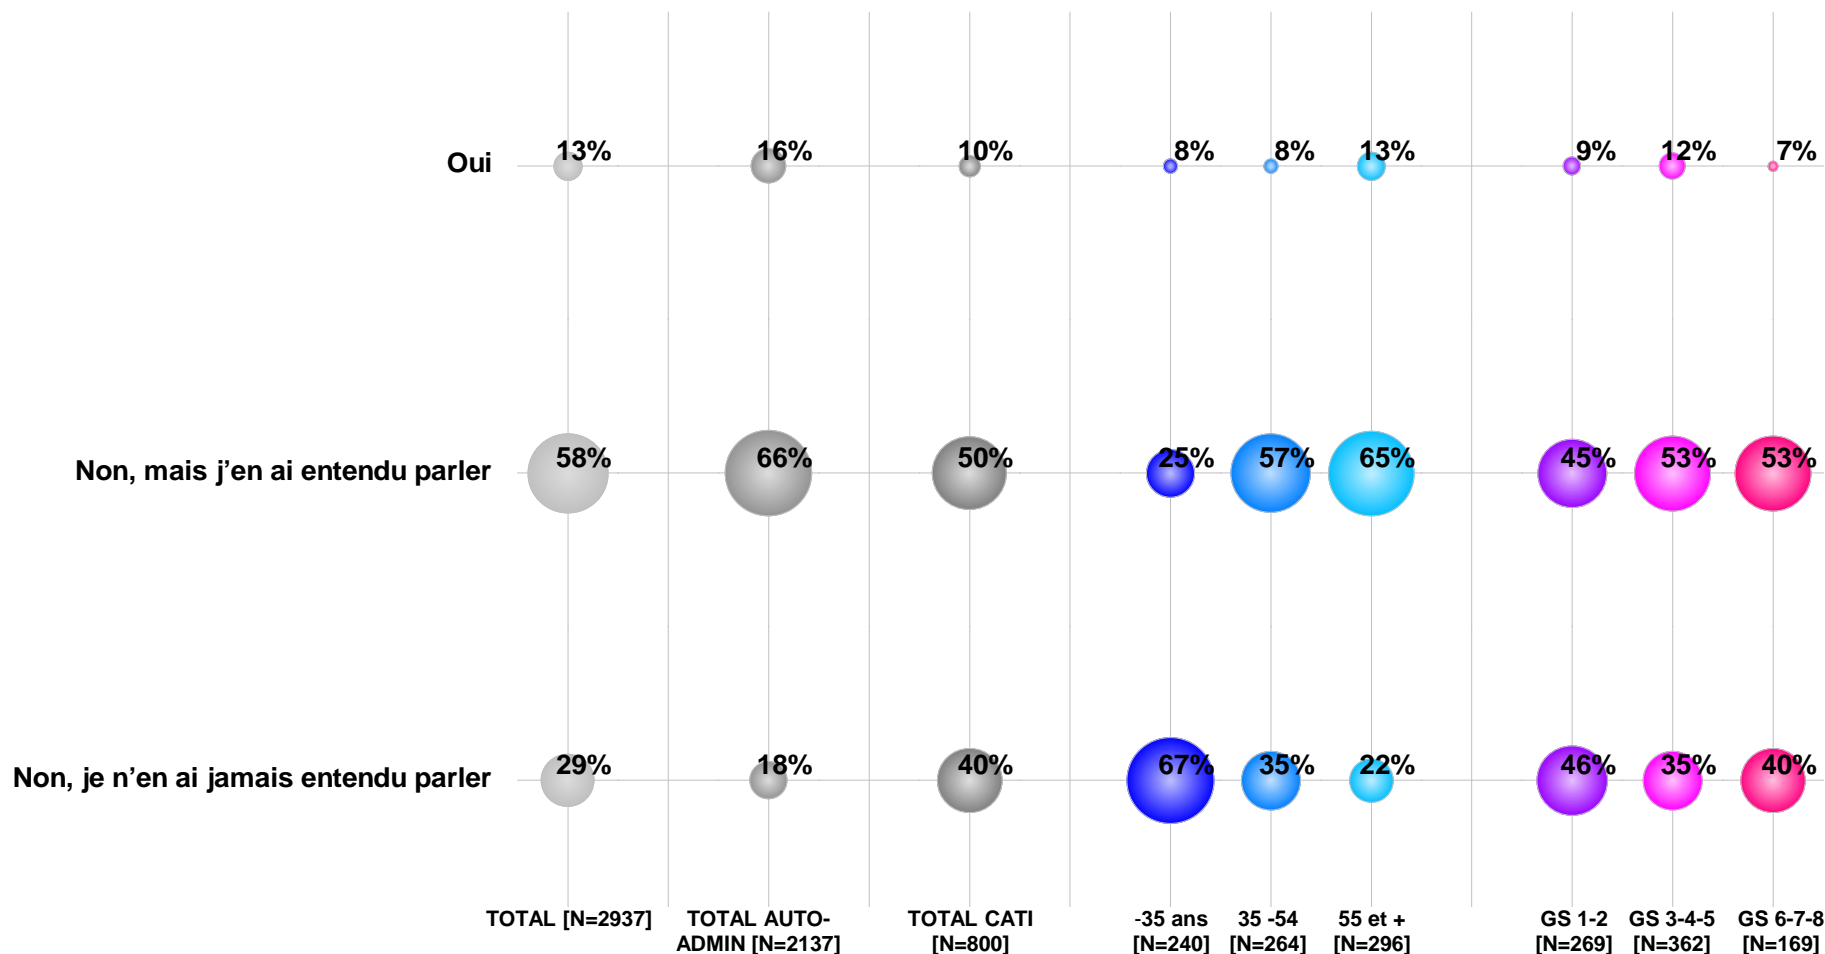 Oui
13%
16%
10%
8%
8%
13%
9%
12%
7%
Non, mais j’en ai entendu parler
58%
66%
50%
25%
57%
65%
45%
53%
53%
Non, je n’en ai jamais entendu parler
29%
18%
40%
67%
35%
22%
46%
35%
40%
TOTAL [N=2937]
TOTAL AUTO-
ADMIN [N=2137]
TOTAL CATI
[N=800]
-35 ans
[N=240]
35 -54
[N=264]
55 et +
[N=296]
GS 1-2
[N=269]
GS 3-4-5
[N=362]
GS 6-7-8
[N=169]